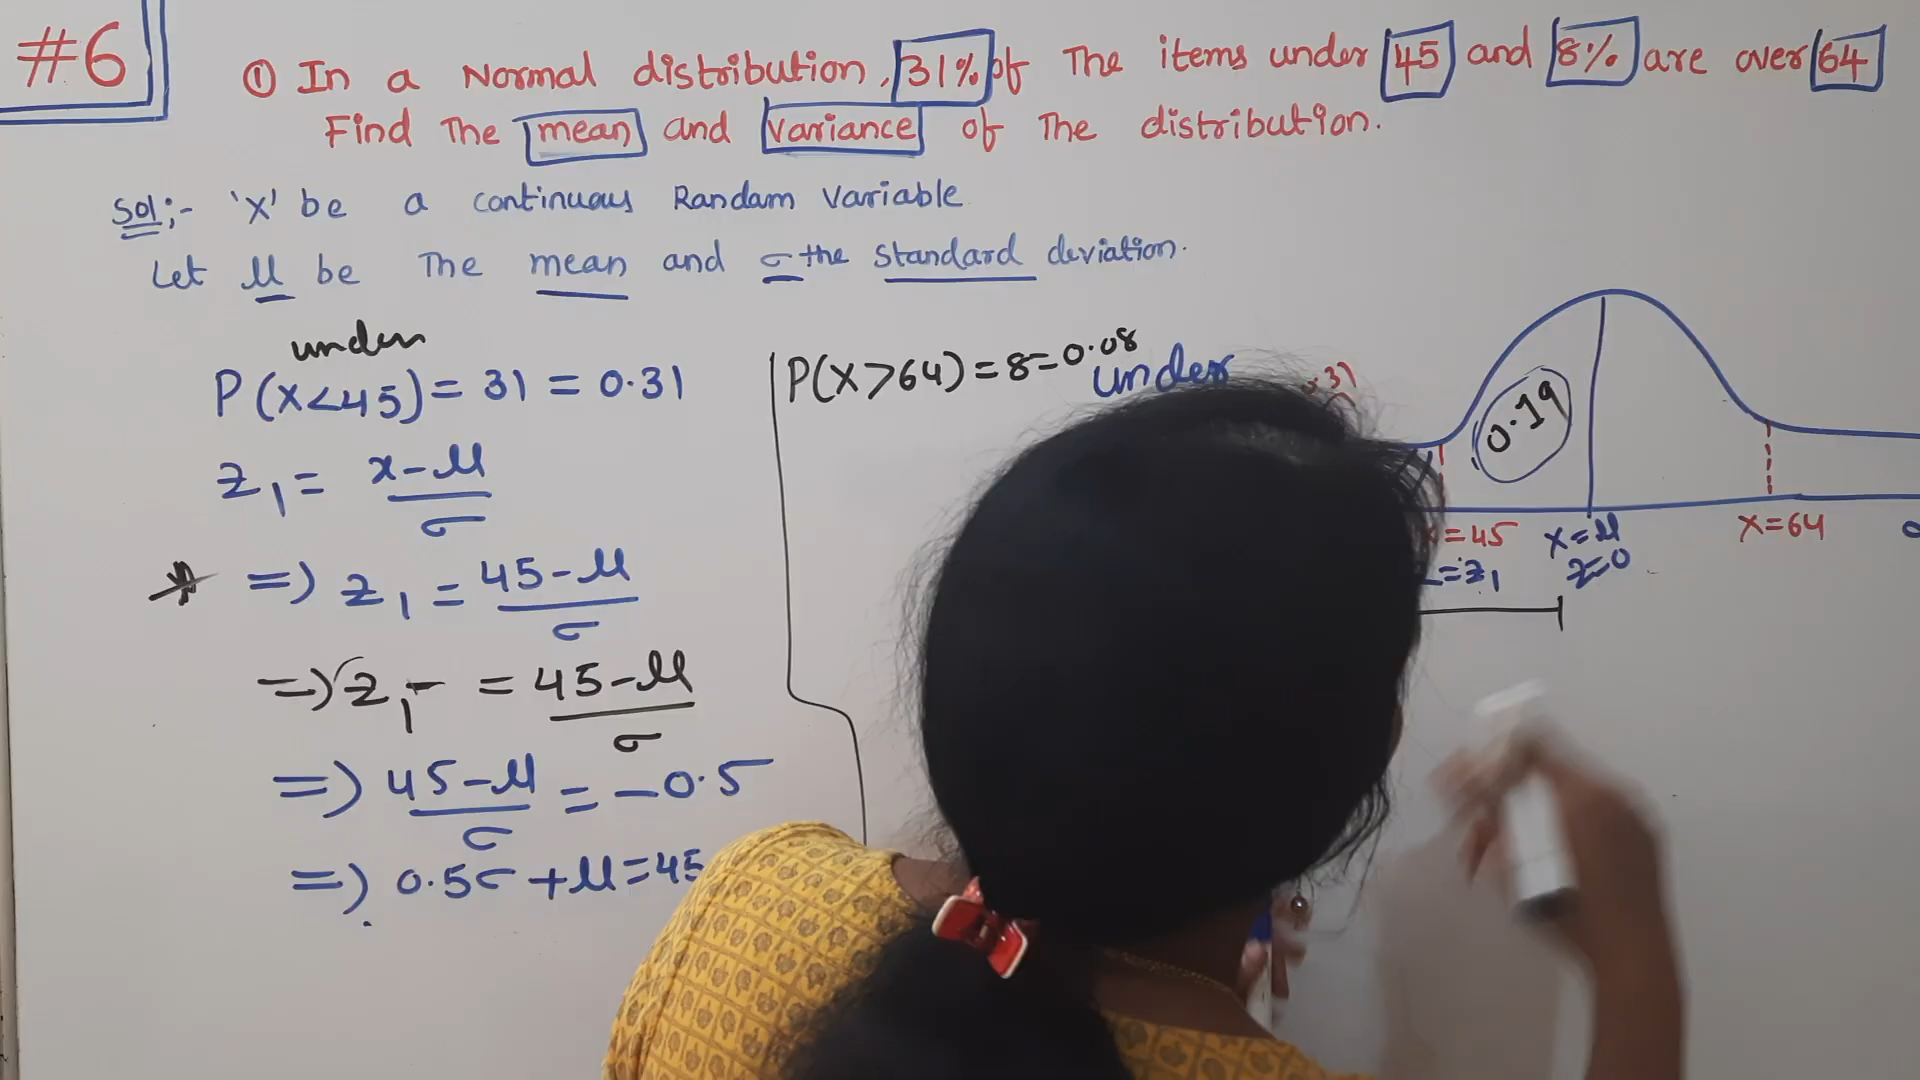 #6
① In a Normal distribution, 31% of The items under 45 and 8% are over 64
Find The mean and variance of The distribution.
Sol;- 'X' be a continuous Randam variable
Let μ be The mean and σ the standard deviation.
under
P(X<45) = 31 = 0.31
z₁ = x-μ/σ
=> z₁ = 45-μ/σ
=> z₁ = 45-μ/σ
=> 45-μ/σ = -0.5
=> 0.5σ+μ=45
P(X>64)=8=0.08
under
0.19
=45
=z₁
X=μ
z=0
X=64